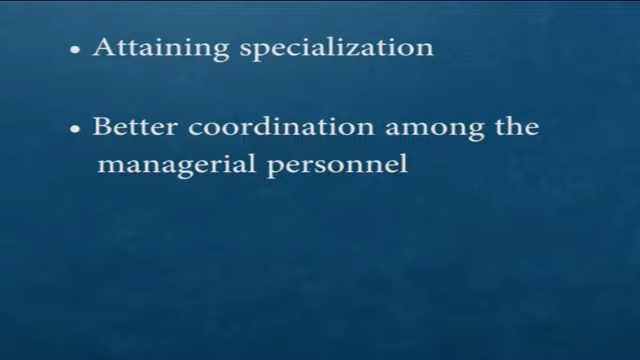 • Attaining specialization
• Better coordination among the
managerial personnel